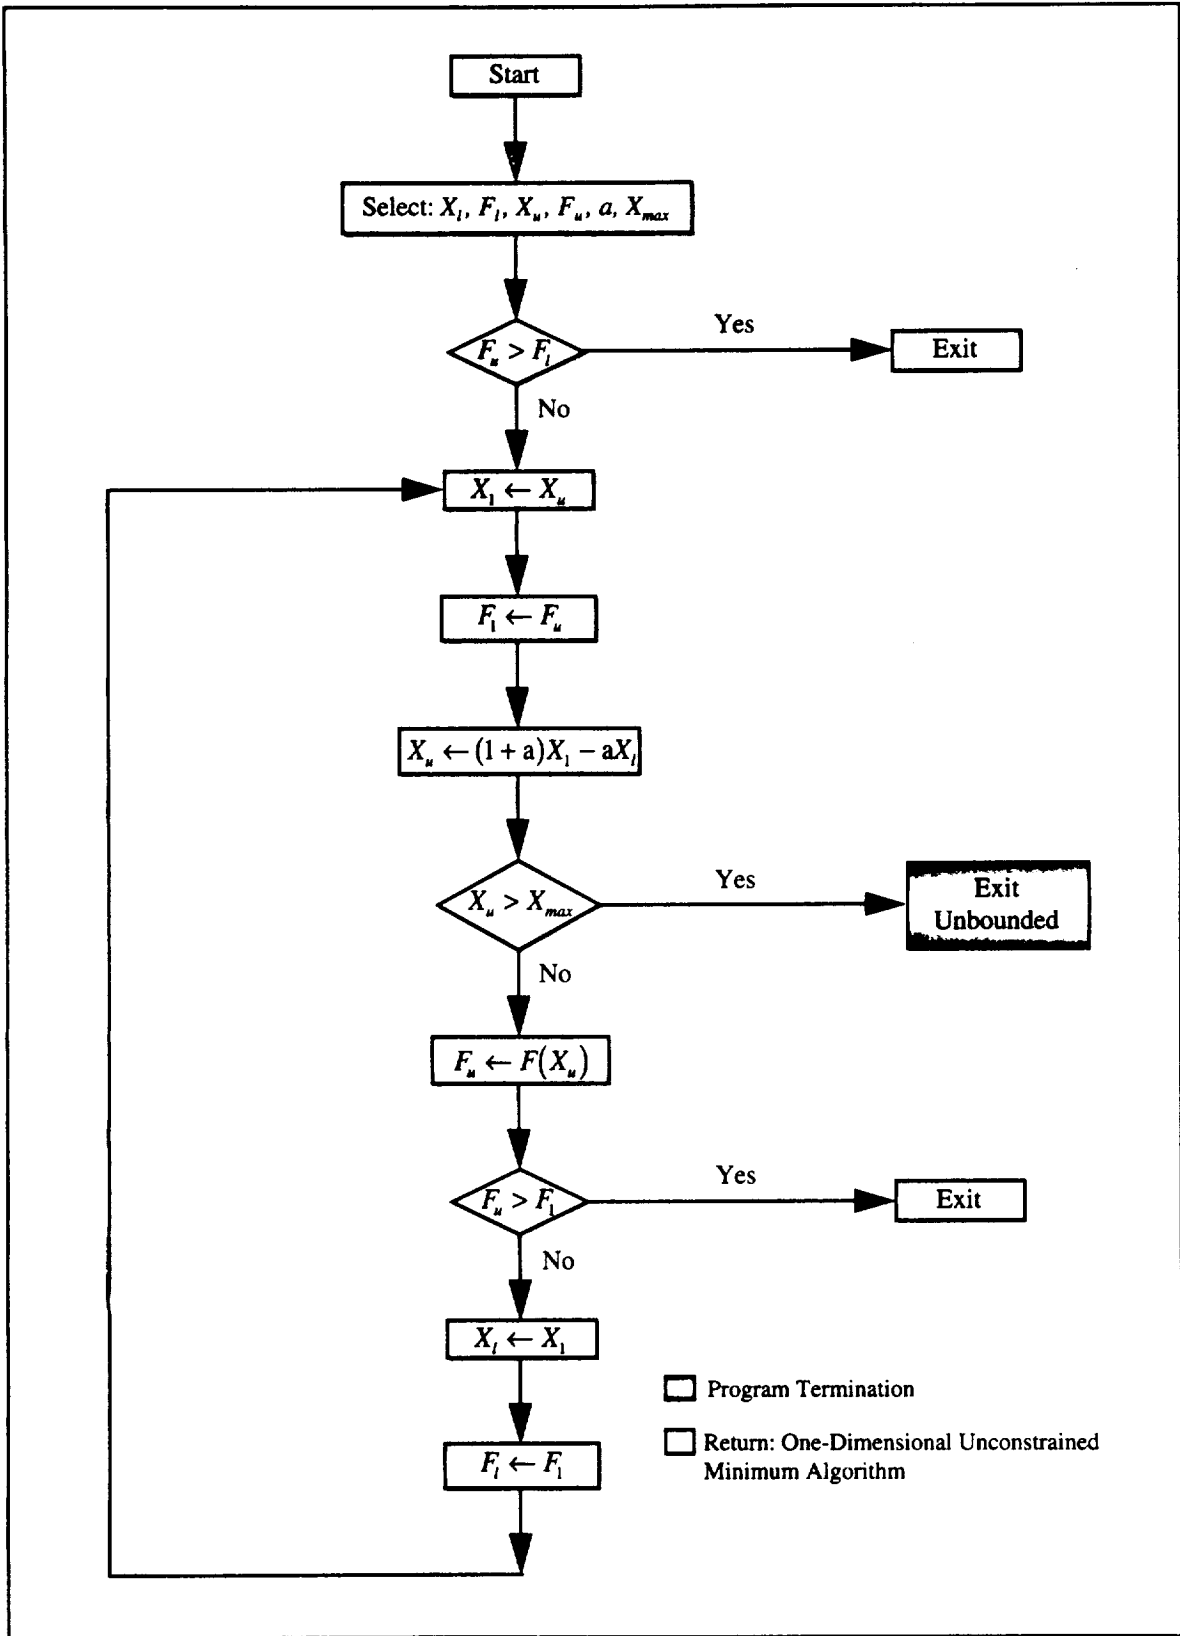 Start
Select: X_l, F_l, X_u, F_u, a, X_max
F_u > F_l
Yes
Exit
No
X_1 ← X_u
F_1 ← F_u
X_u ← (1 + a)X_1 − aX_l
X_u > X_max
Yes
Exit
Unbounded
No
F_u ← F(X_u)
F_u > F_1
Yes
Exit
No
X_l ← X_1
Program Termination
Return: One-Dimensional Unconstrained
Minimum Algorithm
F_l ← F_1